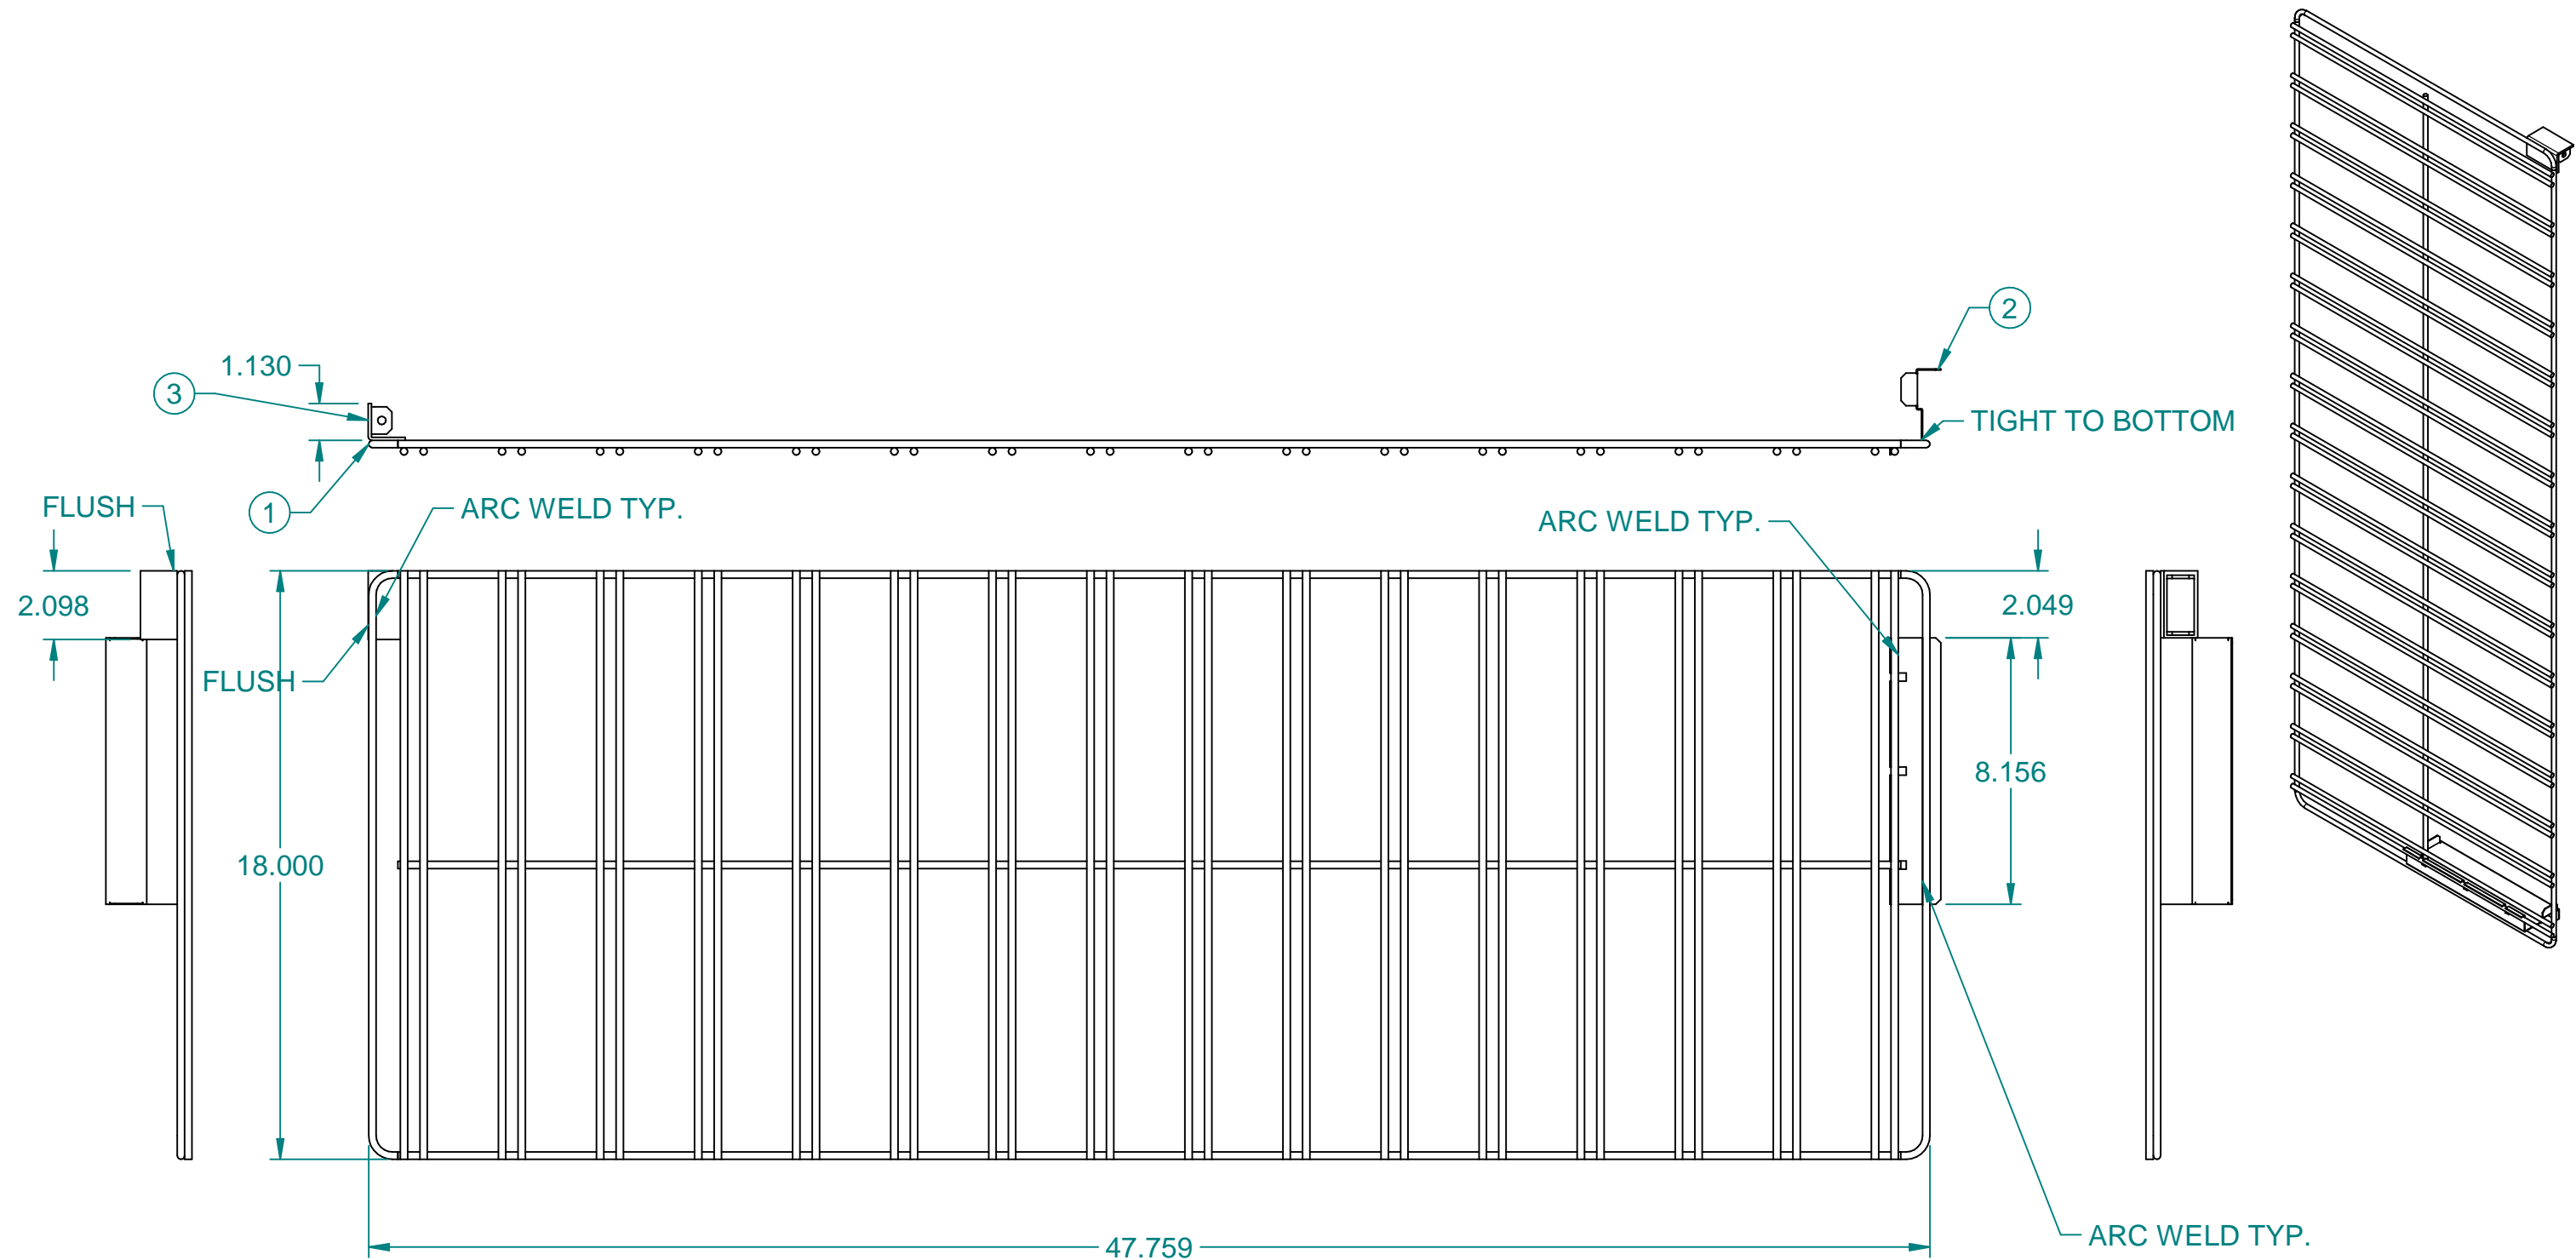 2
1.130
3
TIGHT TO BOTTOM
FLUSH
1
ARC WELD TYP.
ARC WELD TYP.
2.098
2.049
FLUSH
8.156
18.000
47.759
ARC WELD TYP.